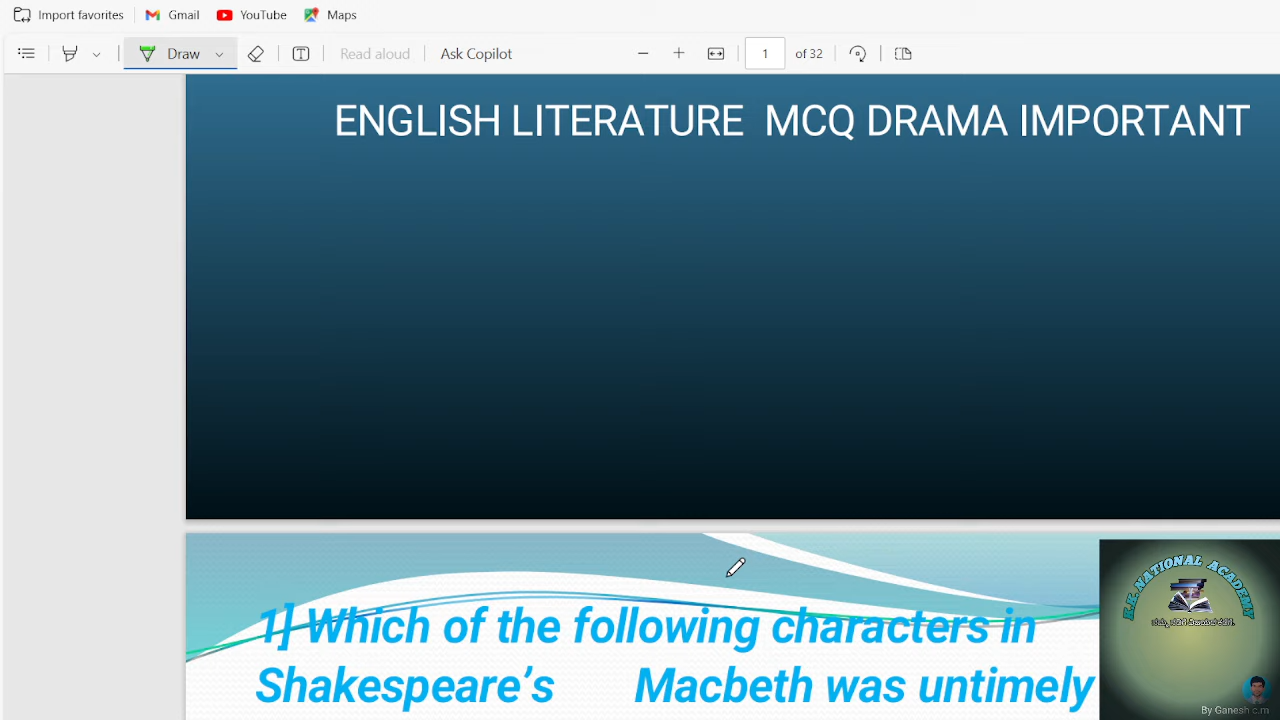 Import favorites Gmail YouTube Maps
Draw Read aloud Ask Copilot 1 of 32
ENGLISH LITERATURE MCQ DRAMA IMPORTANT
1] Which of the following characters in
Shakespeare’s Macbeth was untimely
NATIONAL ACADEMY
By Ganesh c.m